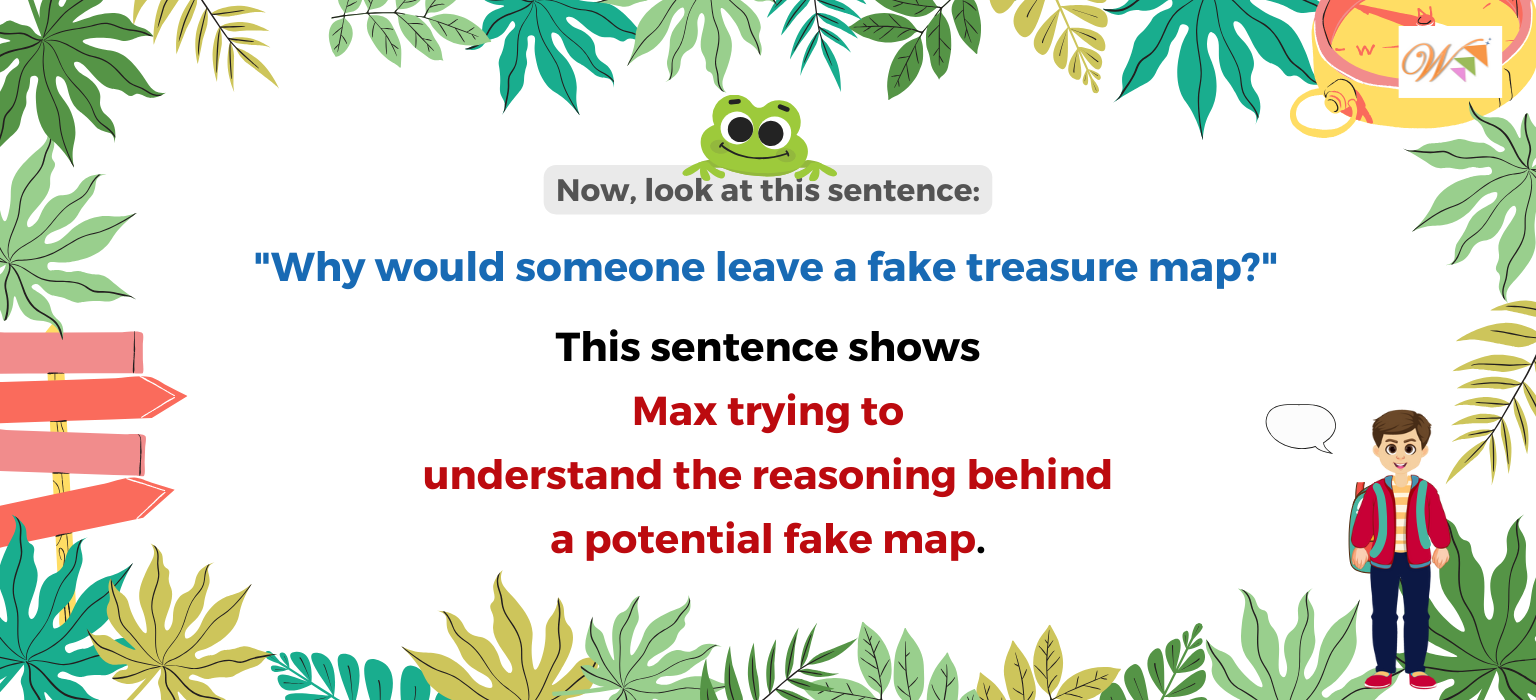 W
W
Now, look at this sentence:
"Why would someone leave a fake treasure map?"
This sentence shows
Max trying to
understand the reasoning behind
a potential fake map.